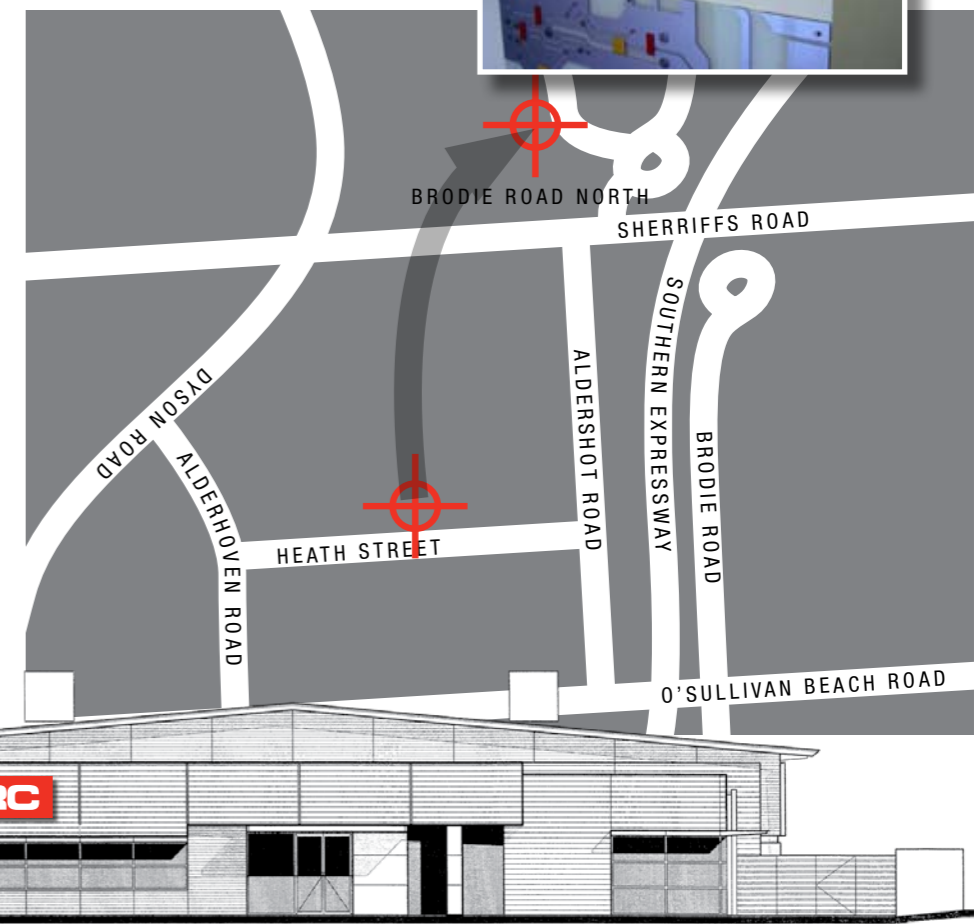 BRODIE ROAD NORTH
SHERRIFFS ROAD
SOUTHERN EXPRESSWAY
ALDERSHOT ROAD
DYSON ROAD
BRODIE ROAD
ALDERHOVEN ROAD
HEATH STREET
O'SULLIVAN BEACH ROAD
RC